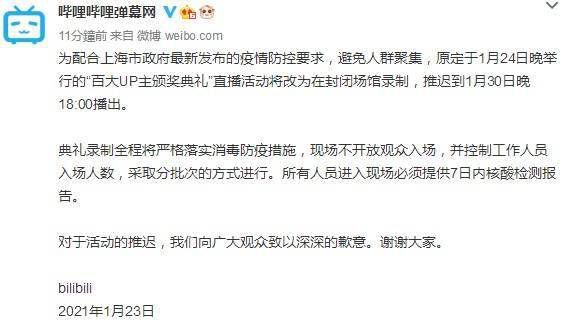 哔哩哔哩弹幕网
11分鐘前 来自 微博 weibo.com
为配合上海市政府最新发布的疫情防控要求，避免人群聚集，原定于1月24日晚举
行的“百大UP主颁奖典礼”直播活动将改为在封闭场馆录制，推迟到1月30日晚
18:00播出。
典礼录制全程将严格落实消毒防疫措施，现场不开放观众入场，并控制工作人员
入场人数，采取分批次的方式进行。所有人员进入现场必须提供7日内核酸检测报
告。
对于活动的推迟，我们向广大观众致以深深的歉意。谢谢大家。
bilibili
2021年1月23日